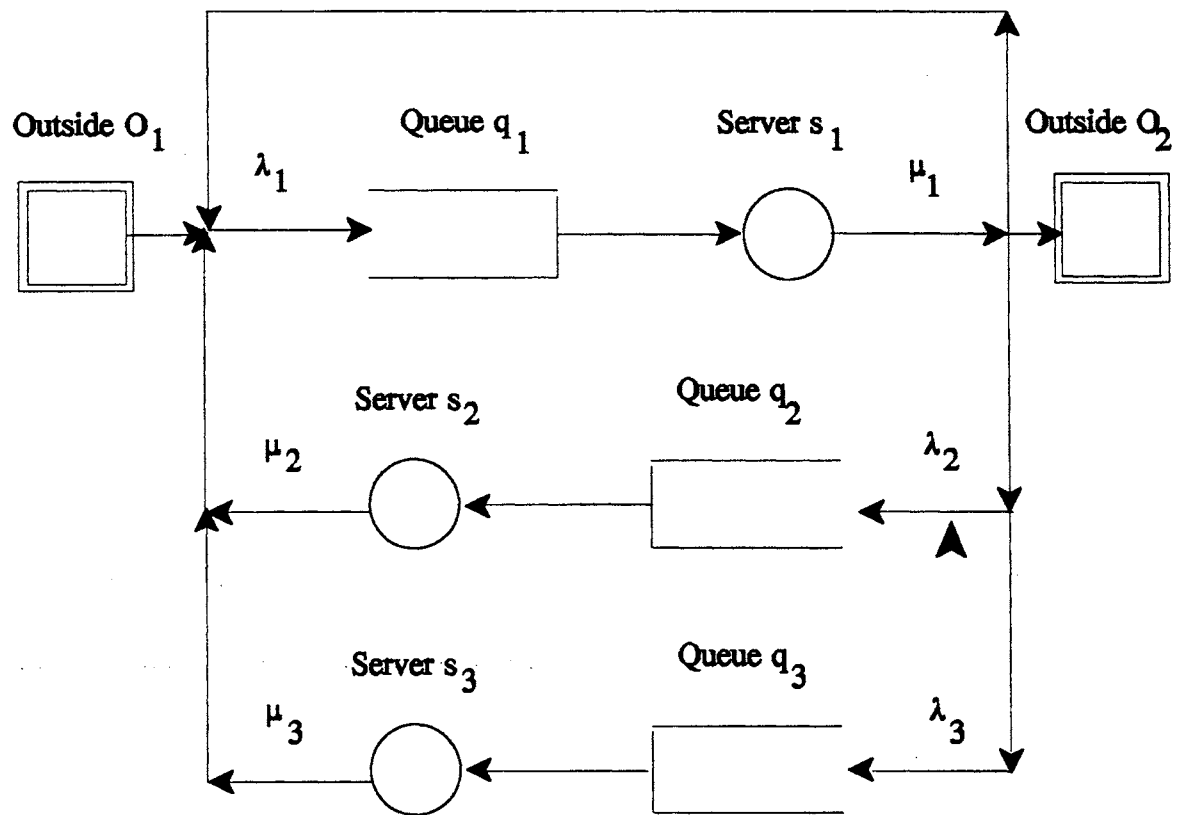 Outside O1
Queue q1
Server s1
Outside O2
λ1
μ1
Server s2
Queue q2
μ2
λ2
Server s3
Queue q3
μ3
λ3